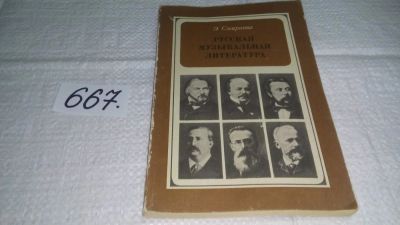 667.
Э. Смирнова
РУССКАЯ
МУЗЫКАЛЬНАЯ
ЛИТЕРАТУРА